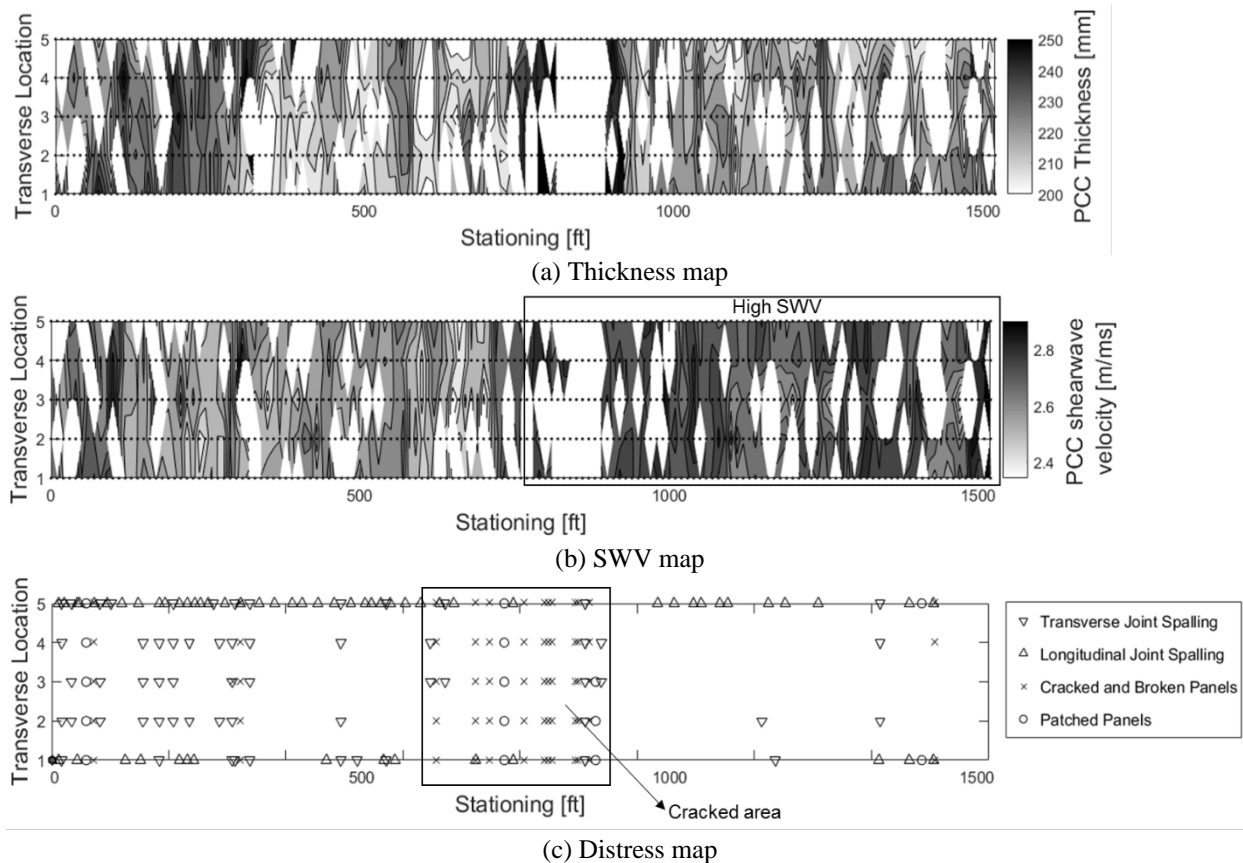 5
4
3
2
1
Transverse Location
0
500
1000
1500
Stationing [ft]
250
240
230
220
210
200
PCC Thickness [mm]
(a) Thickness map
High SWV
5
4
3
2
1
Transverse Location
0
500
1000
1500
Stationing [ft]
2.8
2.6
2.4
PCC shearwave
velocity [m/ms]
(b) SWV map
5
4
3
2
1
Transverse Location
0
500
1000
1500
Stationing [ft]
Cracked area
Transverse Joint Spalling
Longitudinal Joint Spalling
Cracked and Broken Panels
Patched Panels
(c) Distress map